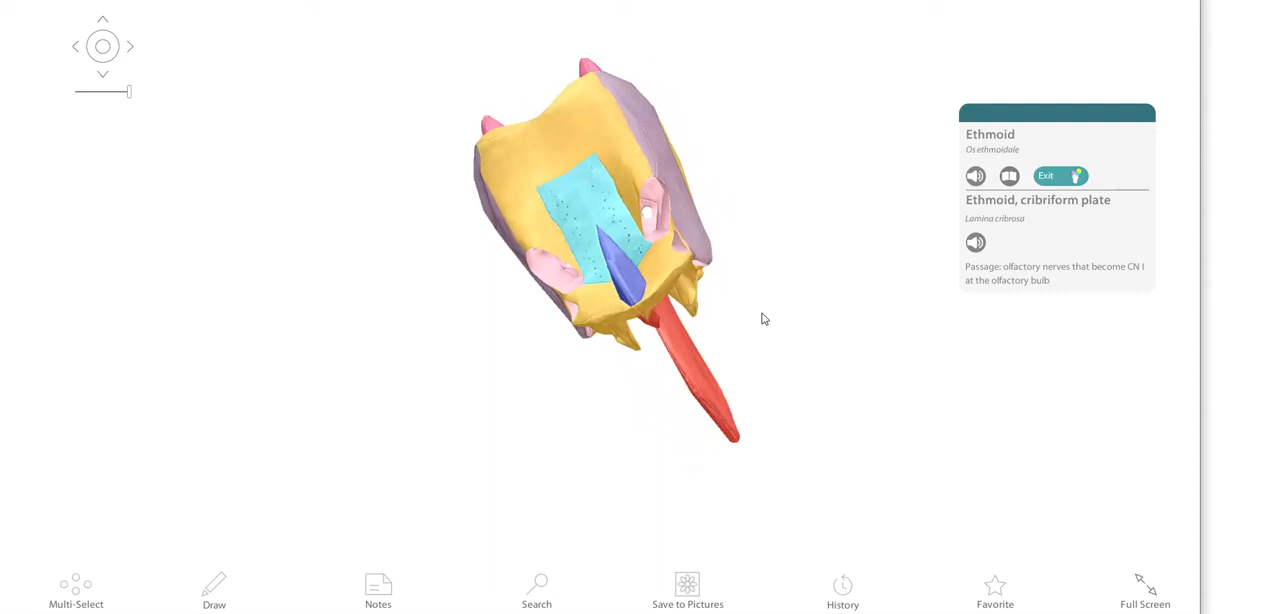 Ethmoid
Os ethmoidale
Exit
Ethmoid, cribriform plate
Lamina cribrosa
Passage: olfactory nerves that become CN I
at the olfactory bulb
Multi-Select
Draw
Notes
Search
Save to Pictures
History
Favorite
Full Screen